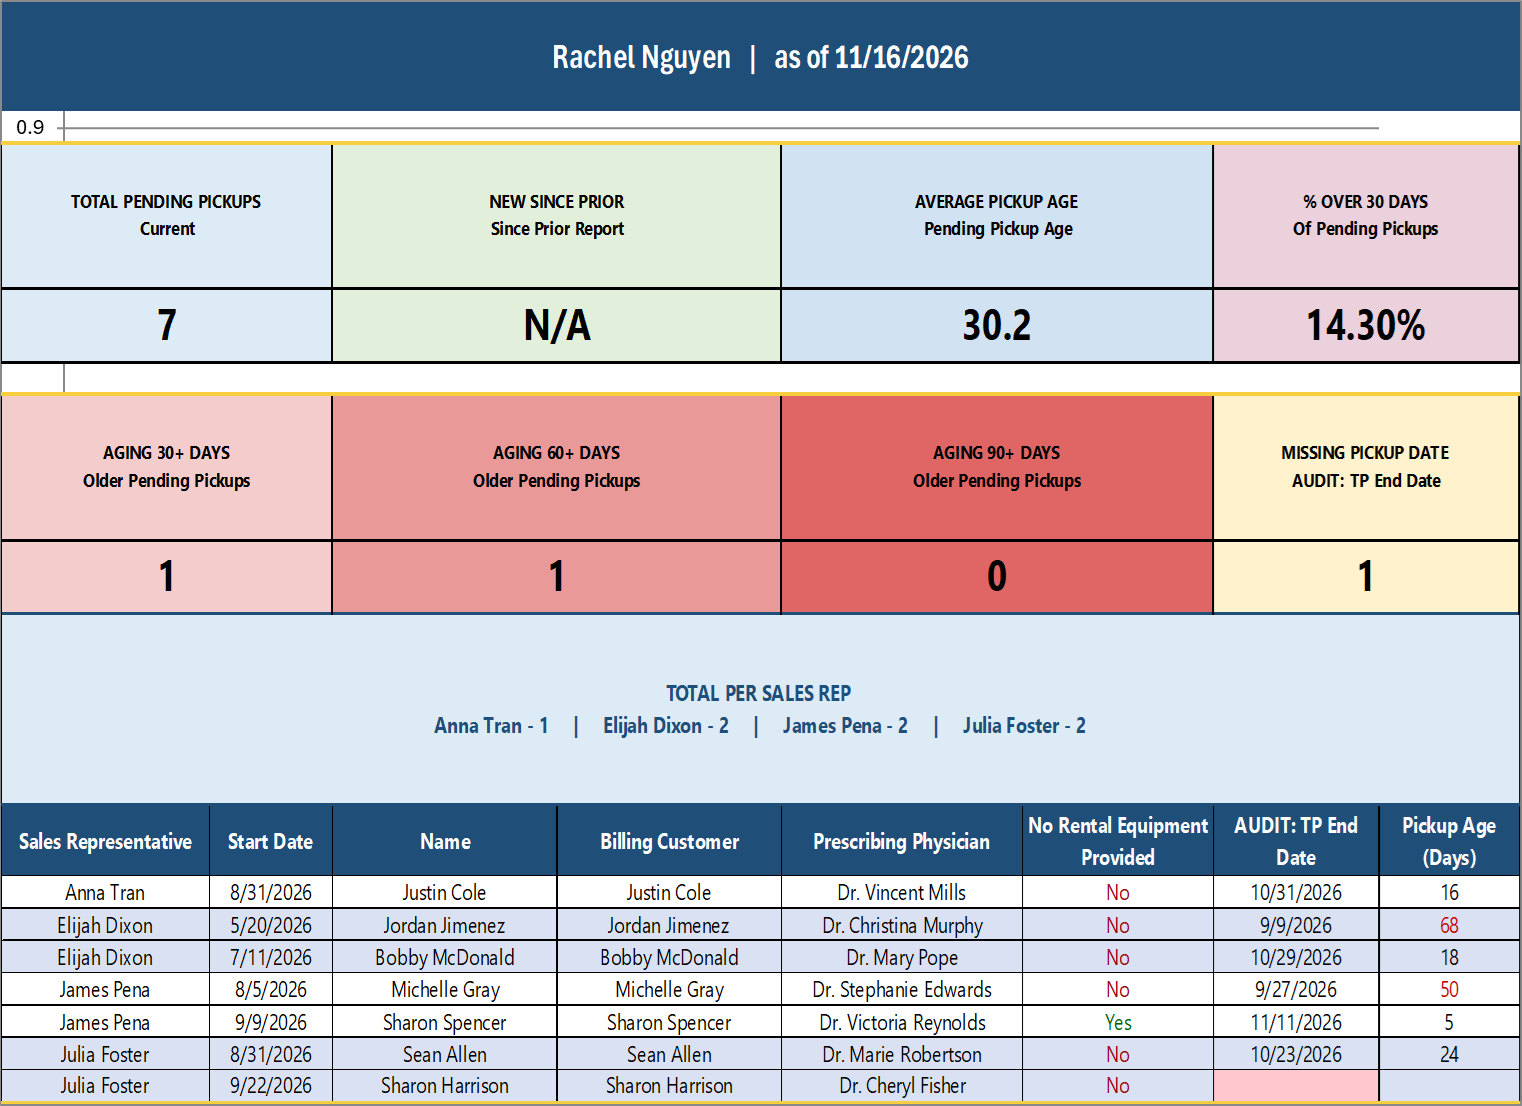 Rachel Nguyen | as of 11/16/2026
0.9
TOTAL PENDING PICKUPS
Current
NEW SINCE PRIOR
Since Prior Report
AVERAGE PICKUP AGE
Pending Pickup Age
% OVER 30 DAYS
Of Pending Pickups
7
N/A
30.2
14.30%
AGING 30+ DAYS
Older Pending Pickups
AGING 60+ DAYS
Older Pending Pickups
AGING 90+ DAYS
Older Pending Pickups
MISSING PICKUP DATE
AUDIT: TP End Date
1
1
0
1
TOTAL PER SALES REP
Anna Tran - 1 | Elijah Dixon - 2 | James Pena - 2 | Julia Foster - 2
Sales Representative Start Date Name Billing Customer Prescribing Physician No Rental Equipment Provided AUDIT: TP End Date Pickup Age (Days)
Anna Tran 8/31/2026 Justin Cole Justin Cole Dr. Vincent Mills No 10/31/2026 16
Elijah Dixon 5/20/2026 Jordan Jimenez Jordan Jimenez Dr. Christina Murphy No 9/9/2026 68
Elijah Dixon 7/11/2026 Bobby McDonald Bobby McDonald Dr. Mary Pope No 10/29/2026 18
James Pena 8/5/2026 Michelle Gray Michelle Gray Dr. Stephanie Edwards No 9/27/2026 50
James Pena 9/9/2026 Sharon Spencer Sharon Spencer Dr. Victoria Reynolds Yes 11/11/2026 5
Julia Foster 8/31/2026 Sean Allen Sean Allen Dr. Marie Robertson No 10/23/2026 24
Julia Foster 9/22/2026 Sharon Harrison Sharon Harrison Dr. Cheryl Fisher No